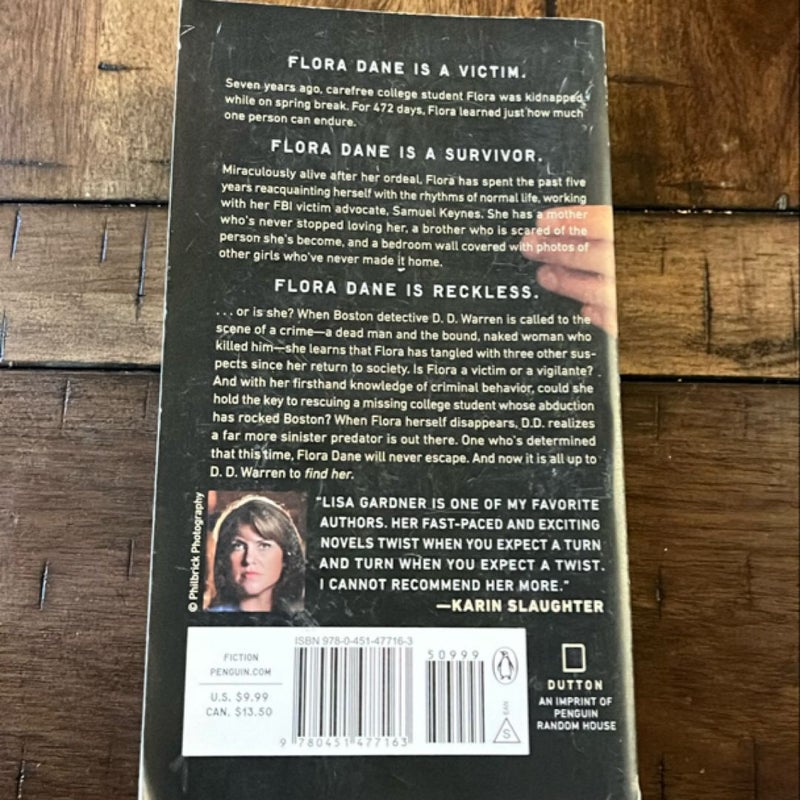 FLORA DANE IS A VICTIM.
Seven years ago, carefree college student Flora was kidnapped
while on spring break. For 472 days, Flora learned just how much
one person can endure.
FLORA DANE IS A SURVIVOR.
Miraculously alive after her ordeal, Flora has spent the past five
years reacquainting herself with the rhythms of normal life, working
with her FBI victim advocate, Samuel Keynes. She has a mother
who's never stopped loving her, a brother who is scared of the
person she's become, and a bedroom wall covered with photos of
other girls who've never made it home.
FLORA DANE IS RECKLESS.
. . . or is she? When Boston detective D. D. Warren is called to the
scene of a crime—a dead man and the bound, naked woman who
killed him—she learns that Flora has tangled with three other sus-
pects since her return to society. Is Flora a victim or a vigilante?
And with her firsthand knowledge of criminal behavior, could she
hold the key to rescuing a missing college student whose abduction
has rocked Boston? When Flora herself disappears, D.D. realizes
a far more sinister predator is out there. One who's determined
that this time, Flora Dane will never escape. And now it is all up to
D. D. Warren to find her.
© Philbrick Photography
"LISA GARDNER IS ONE OF MY FAVORITE
AUTHORS. HER FAST-PACED AND EXCITING
NOVELS TWIST WHEN YOU EXPECT A TURN
AND TURN WHEN YOU EXPECT A TWIST.
I CANNOT RECOMMEND HER MORE."
—KARIN SLAUGHTER
FICTION
PENGUIN.COM
U.S. $9.99
CAN. $13.50
ISBN 978-0-451-47716-3
50999
9 780451 477163
EAN
S
DUTTON
AN IMPRINT OF
PENGUIN
RANDOM HOUSE